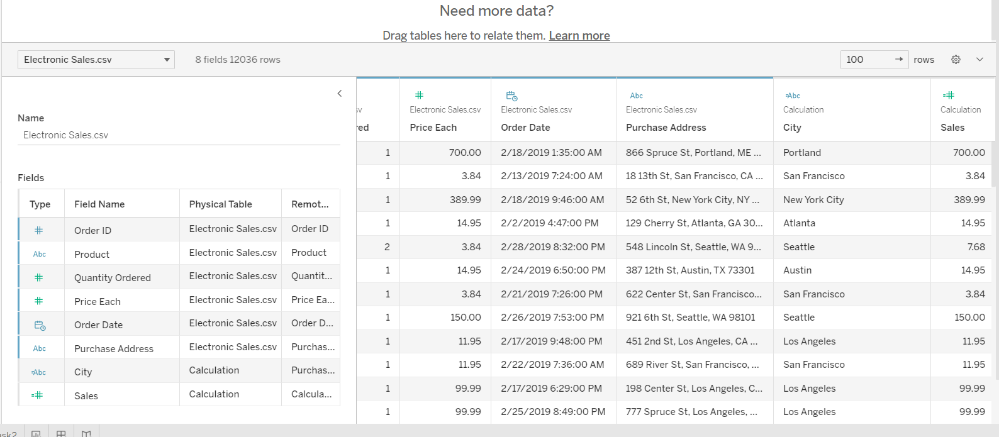 Need more data?
Drag tables here to relate them. Learn more
Electronic Sales.csv
8 fields 12036 rows
100 → rows
Name
Electronic Sales.csv
Fields
Type Field Name Physical Table Remot...
Order ID Electronic Sales.csv Order ID
Abc Product Electronic Sales.csv Product
Quantity Ordered Electronic Sales.csv Quantit...
Price Each Electronic Sales.csv Price Ea...
Order Date Electronic Sales.csv Order D...
Abc Purchase Address Electronic Sales.csv Purchas...
=Abc City Calculation Purchas...
Sales Calculation Calcula...
Abc =Abc
sv Electronic Sales.csv Electronic Sales.csv Electronic Sales.csv Calculation Calculation
red Price Each Order Date Purchase Address City Sales
1 700.00 2/18/2019 1:35:00 AM 866 Spruce St, Portland, ME ... Portland 700.00
1 3.84 2/13/2019 7:24:00 AM 18 13th St, San Francisco, CA ... San Francisco 3.84
1 389.99 2/18/2019 9:46:00 AM 52 6th St, New York City, NY ... New York City 389.99
1 14.95 2/2/2019 4:47:00 PM 129 Cherry St, Atlanta, GA 30... Atlanta 14.95
2 3.84 2/28/2019 8:32:00 PM 548 Lincoln St, Seattle, WA 9... Seattle 7.68
1 14.95 2/24/2019 6:50:00 PM 387 12th St, Austin, TX 73301 Austin 14.95
1 3.84 2/21/2019 7:26:00 PM 622 Center St, San Francisco... San Francisco 3.84
1 150.00 2/26/2019 7:53:00 PM 921 6th St, Seattle, WA 98101 Seattle 150.00
1 11.95 2/17/2019 9:48:00 PM 451 2nd St, Los Angeles, CA ... Los Angeles 11.95
1 11.95 2/22/2019 7:36:00 AM 689 River St, San Francisco, ... San Francisco 11.95
1 99.99 2/17/2019 6:29:00 PM 198 Center St, Los Angeles, C... Los Angeles 99.99
1 99.99 2/25/2019 8:49:00 PM 777 Spruce St, Los Angeles, ... Los Angeles 99.99